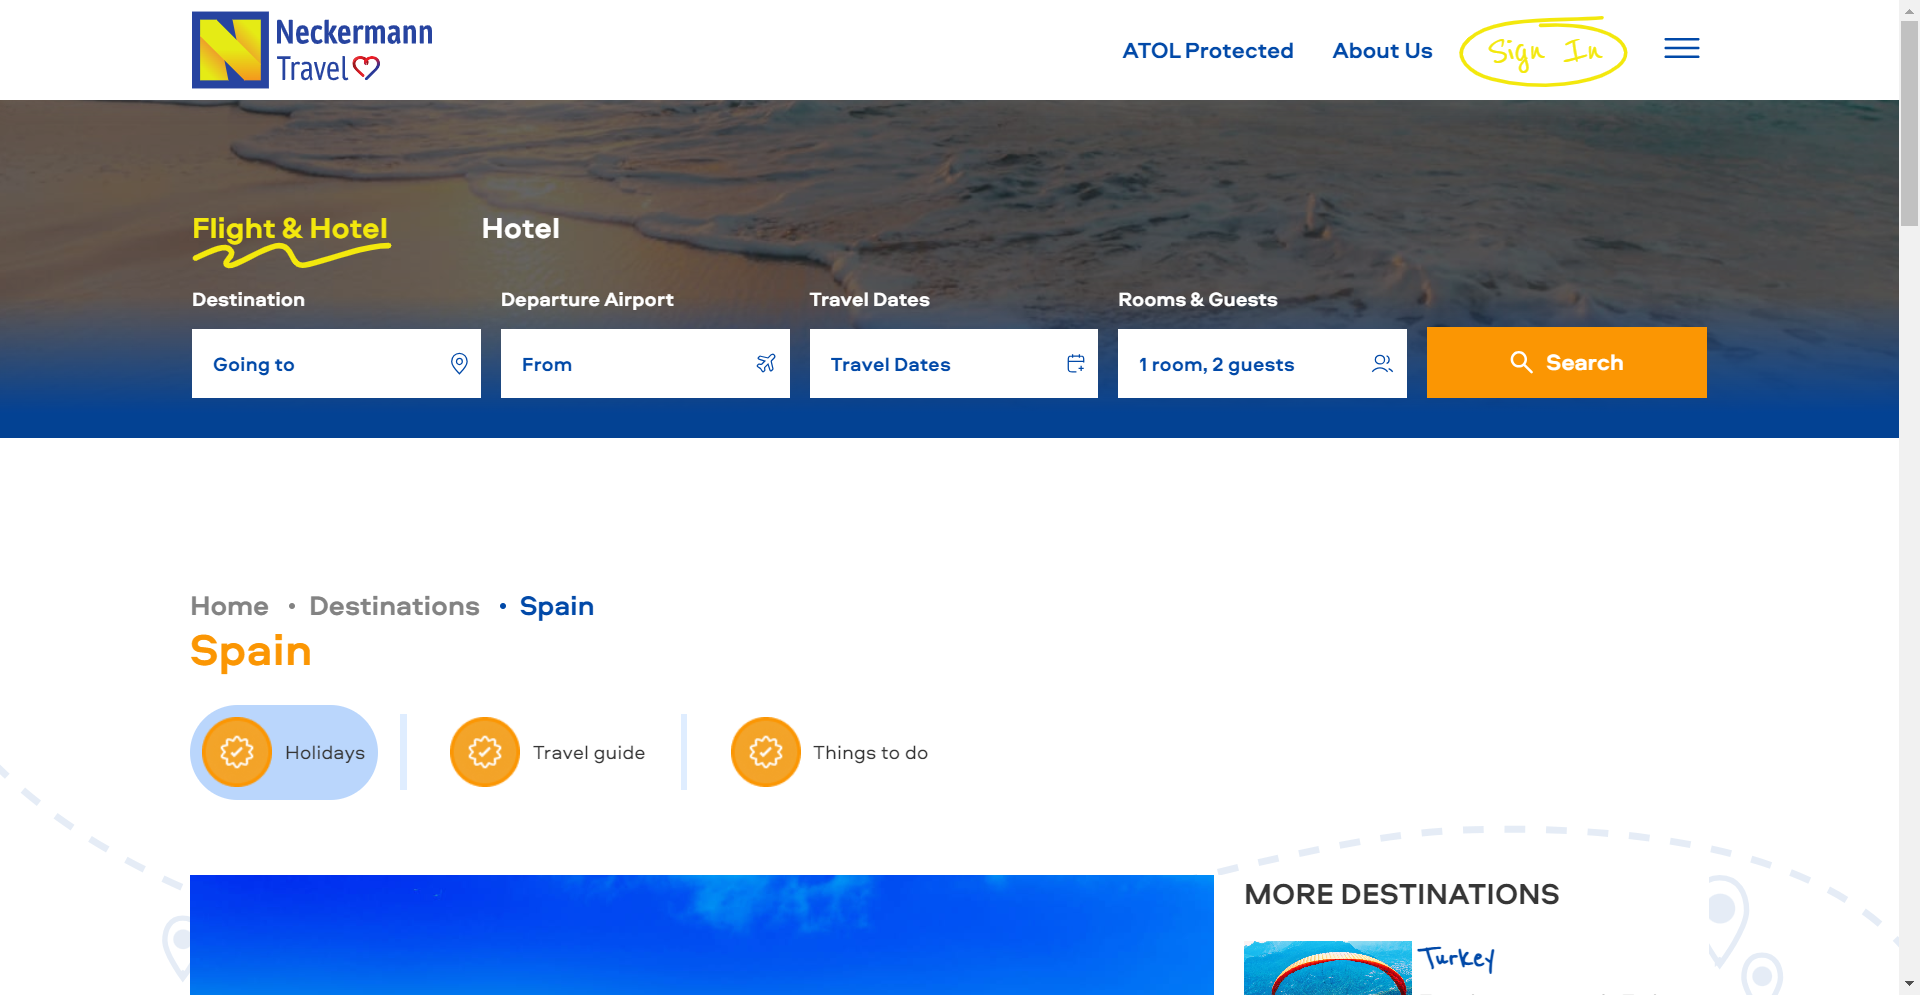 Neckermann
Travel
ATOL Protected
About Us
Sign In
Flight & Hotel
Hotel
Destination
Departure Airport
Travel Dates
Rooms & Guests
Going to
From
Travel Dates
1 room, 2 guests
Search
Home • Destinations • Spain
Spain
Holidays
Travel guide
Things to do
MORE DESTINATIONS
Turkey